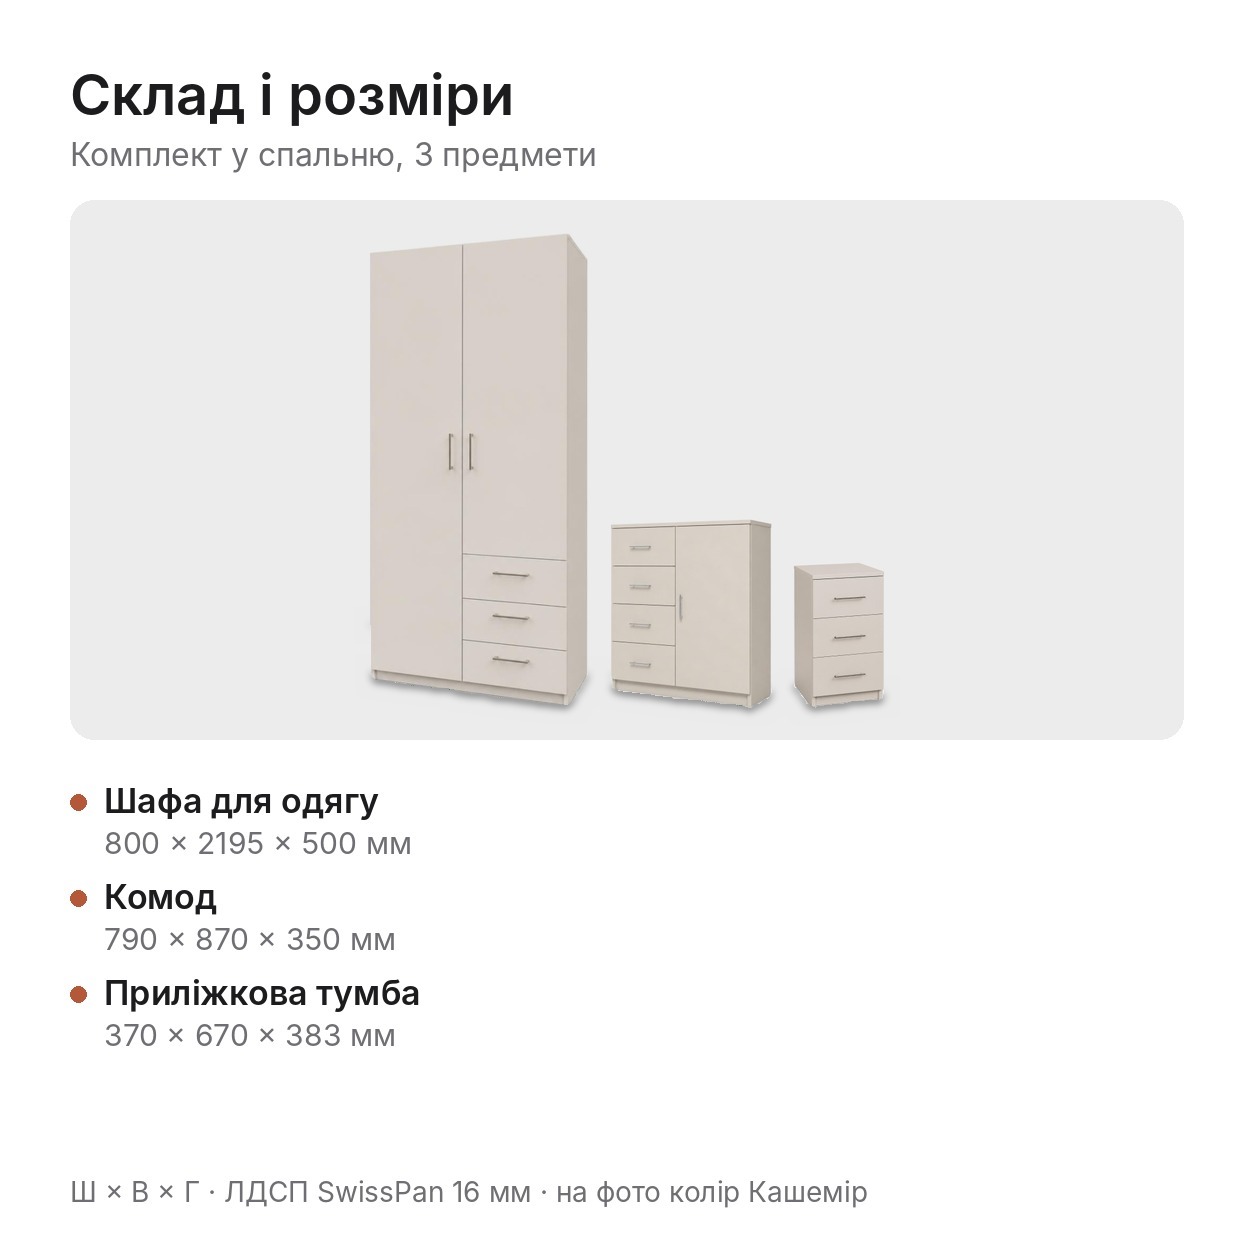 Склад і розміри
Комплект у спальню, 3 предмети
Шафа для одягу
800 × 2195 × 500 мм
Комод
790 × 870 × 350 мм
Приліжкова тумба
370 × 670 × 383 мм
Ш × В × Г · ЛДСП SwissPan 16 мм · на фото колір Кашемір